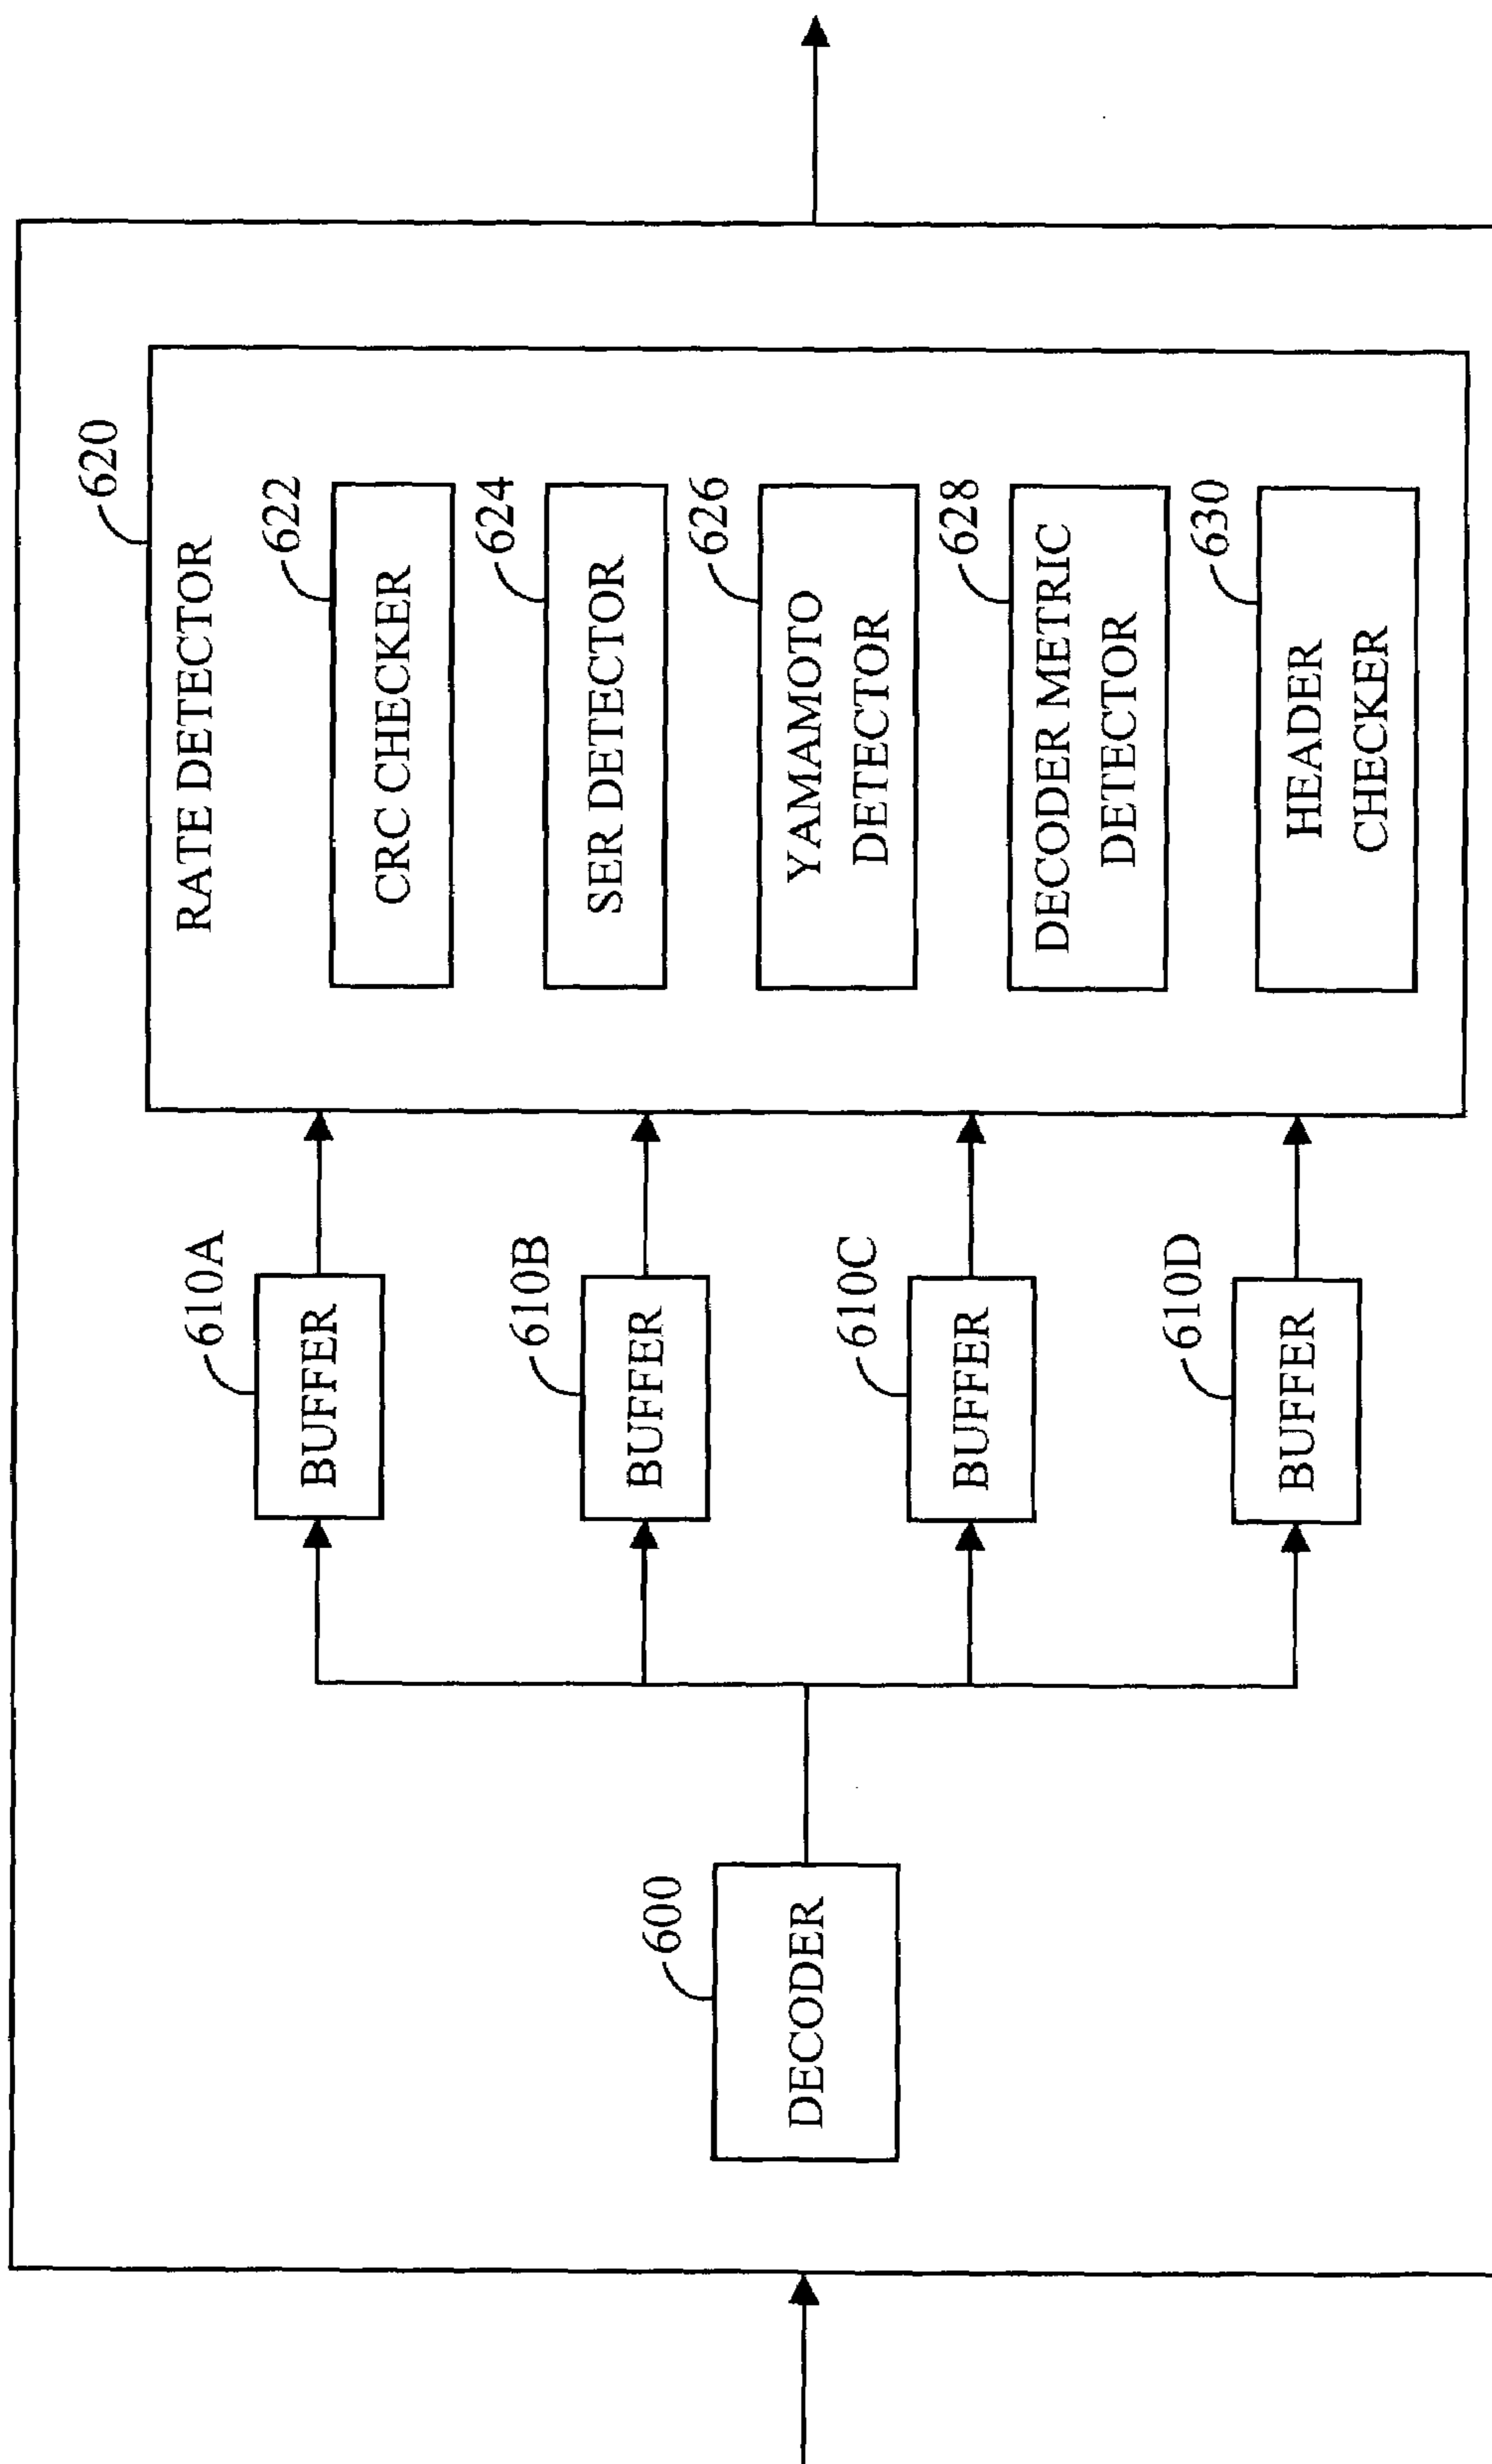 600
DECODER
610A
BUFFER
610B
BUFFER
610C
BUFFER
610D
BUFFER
620
RATE DETECTOR
622
CRC CHECKER
624
SER DETECTOR
626
YAMAMOTO
DETECTOR
628
DECODER METRIC
DETECTOR
630
HEADER
CHECKER